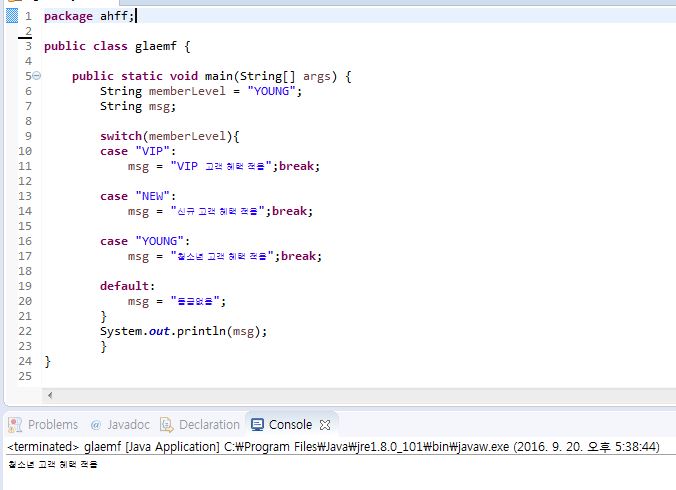 1 package ahff;
2
3 public class glaemf {
4
5 public static void main(String[] args) {
6 String memberLevel = "YOUNG";
7 String msg;
8
9 switch(memberLevel){
10 case "VIP":
11 msg = "VIP 고객 혜택 적용";break;
12
13 case "NEW":
14 msg = "신규 고객 혜택 적용";break;
15
16 case "YOUNG":
17 msg = "청소년 고객 혜택 적용";break;
18
19 default:
20 msg = "등급없음";
21 }
22 System.out.println(msg);
23 }
24 }
25
Problems @ Javadoc Declaration Console
<terminated> glaemf [Java Application] C:₩Program Files₩Java₩jre1.8.0_101₩bin₩javaw.exe (2016. 9. 20. 오후 5:38:44)
청소년 고객 혜택 적용